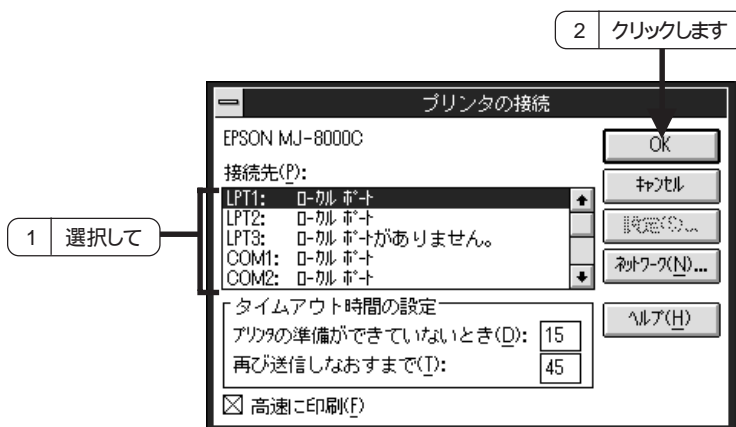 2 クリックします
プリンタの接続
EPSON MJ-8000C
接続先(P):
LPT1: ﾛｰｶﾙ ﾎﾟｰﾄ
LPT2: ﾛｰｶﾙ ﾎﾟｰﾄ
LPT3: ﾛｰｶﾙ ﾎﾟｰﾄがありません。
COM1: ﾛｰｶﾙ ﾎﾟｰﾄ
COM2: ﾛｰｶﾙ ﾎﾟｰﾄ
1 選択して
タイムアウト時間の設定
ﾌﾟﾘﾝﾀの準備ができていないとき(D): 15
再び送信しなおすまで(T): 45
高速に印刷(F)
OK
ｷｬﾝｾﾙ
設定(S)...
ﾈｯﾄﾜｰｸ(N)...
ﾍﾙﾌﾟ(H)